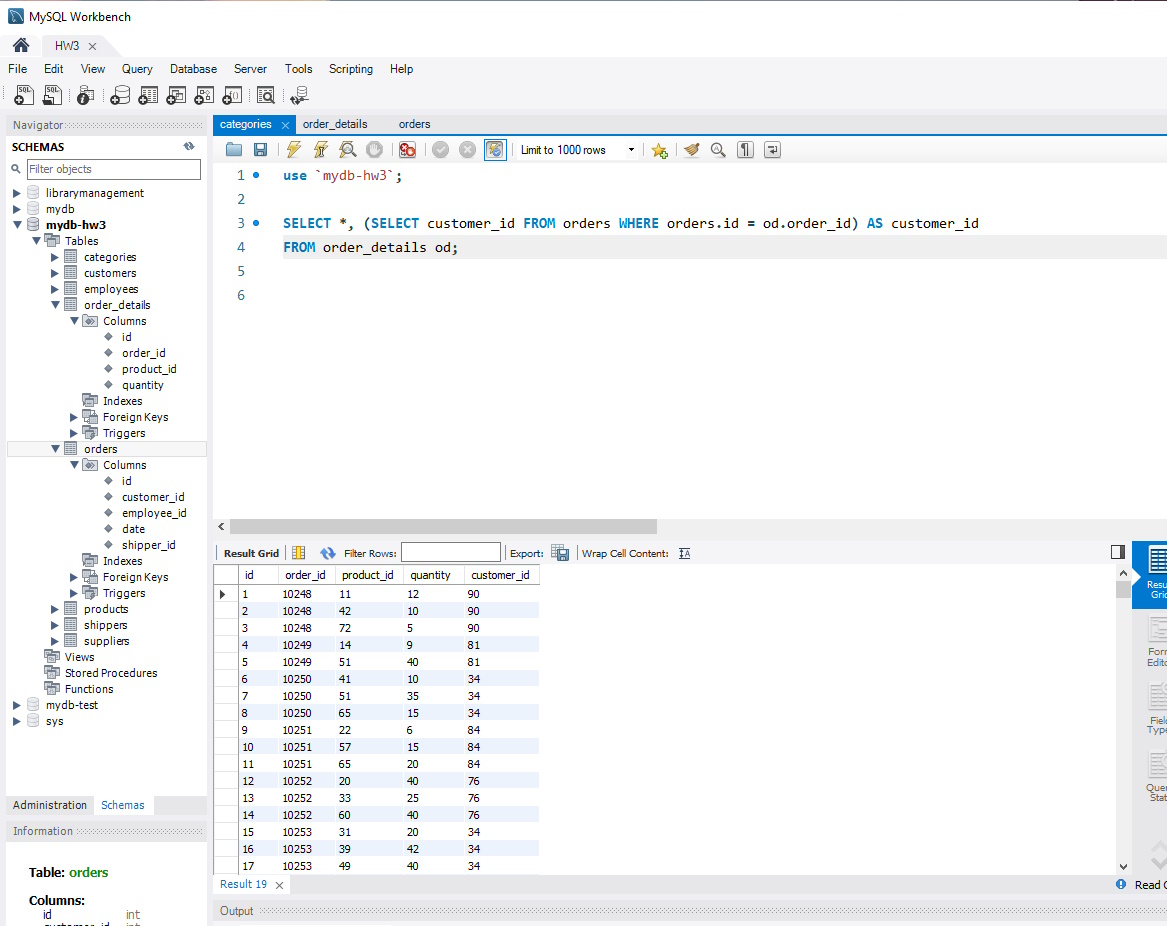 MySQL Workbench
HW3
File Edit View Query Database Server Tools Scripting Help
Navigator
SCHEMAS
Filter objects
librarymanagement
mydb
mydb-hw3
Tables
categories
customers
employees
order_details
Columns
id
order_id
product_id
quantity
Indexes
Foreign Keys
Triggers
orders
Columns
id
customer_id
employee_id
date
shipper_id
Indexes
Foreign Keys
Triggers
products
shippers
suppliers
Views
Stored Procedures
Functions
mydb-test
sys
Administration Schemas
Information
Table: orders
Columns:
id int
customer_id int
categories order_details orders
Limit to 1000 rows
1 use `mydb-hw3`;
2
3 SELECT *, (SELECT customer_id FROM orders WHERE orders.id = od.order_id) AS customer_id
4 FROM order_details od;
5
6
Result Grid Filter Rows: Export: Wrap Cell Content:
id order_id product_id quantity customer_id
1 10248 11 12 90
2 10248 42 10 90
3 10248 72 5 90
4 10249 14 9 81
5 10249 51 40 81
6 10250 41 10 34
7 10250 51 35 34
8 10250 65 15 34
9 10251 22 6 84
10 10251 57 15 84
11 10251 65 20 84
12 10252 20 40 76
13 10252 33 25 76
14 10252 60 40 76
15 10253 31 20 34
16 10253 39 42 34
17 10253 49 40 34
Resu
Gri
Forr
Edito
Fiel
Type
Quer
Stat
Result 19
Read
Output